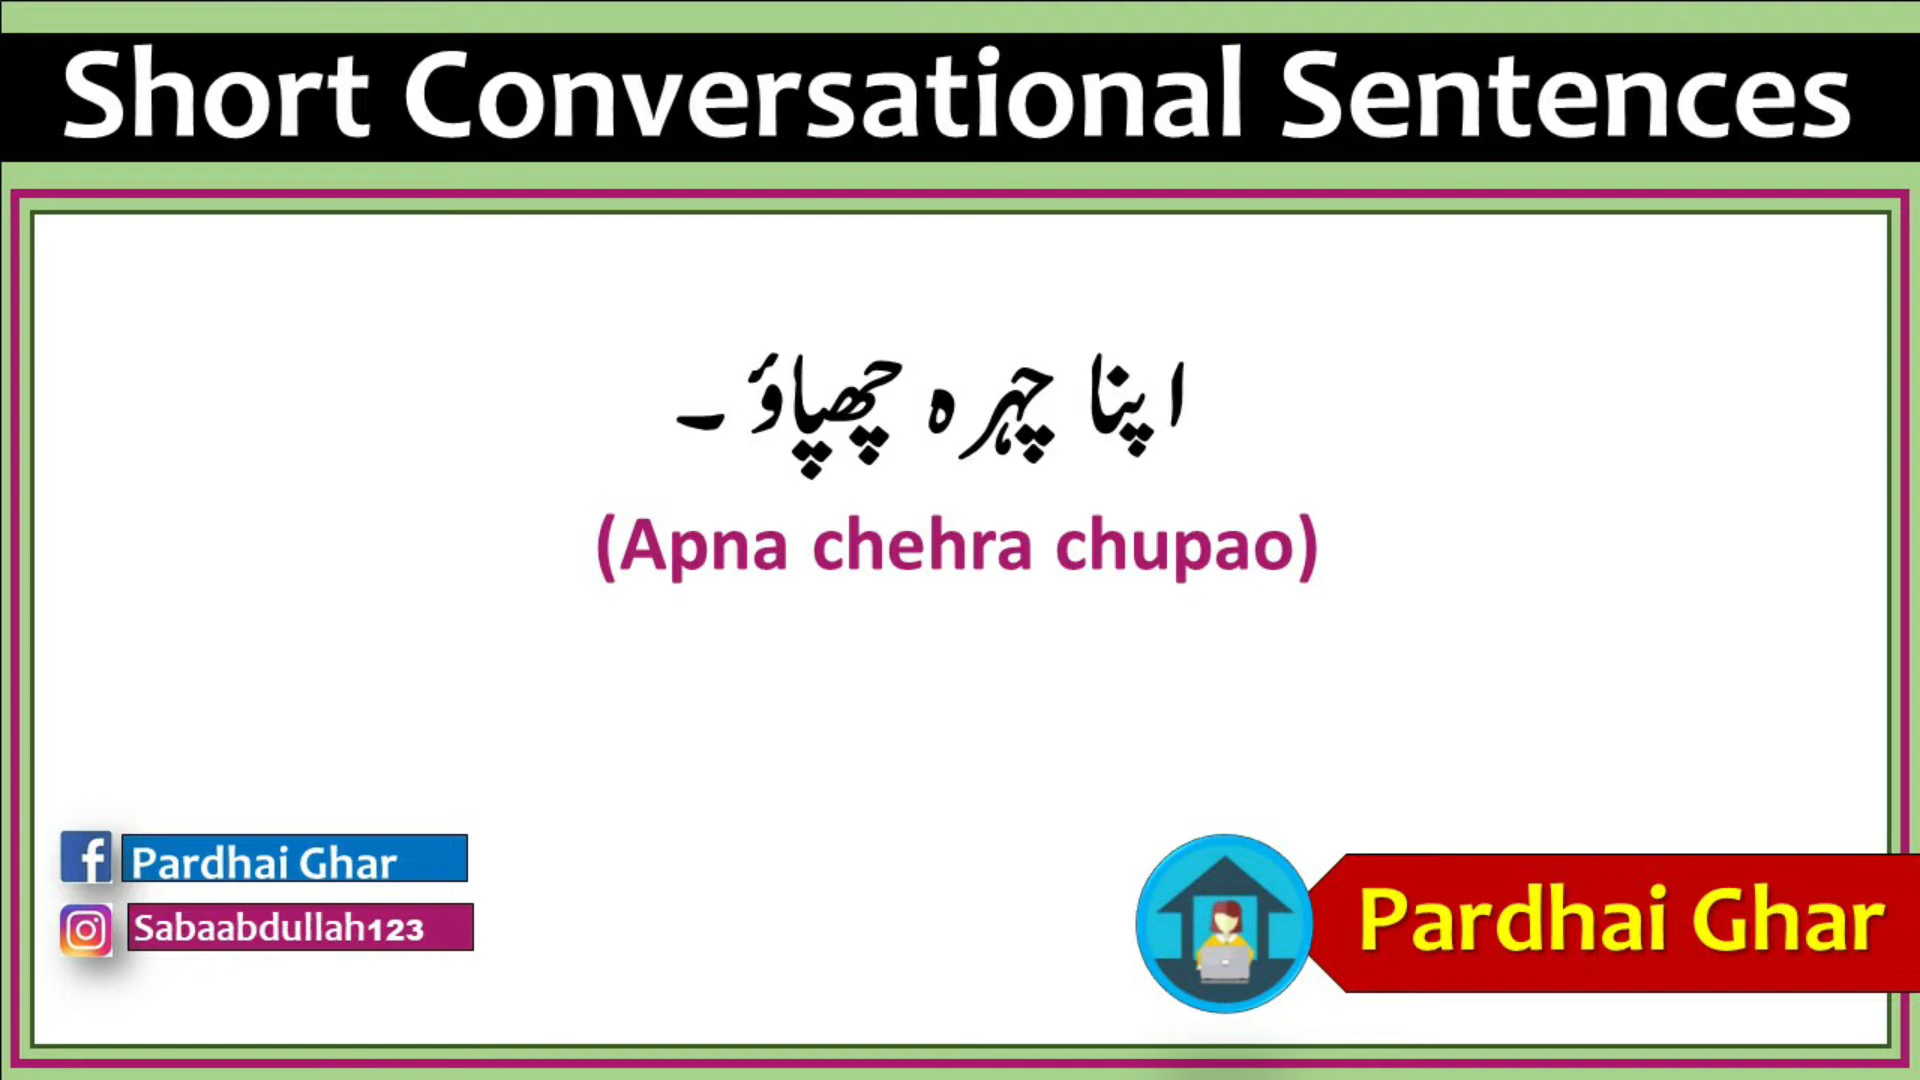 Short Conversational Sentences
اپنا چہرہ چھپاؤ ۔
(Apna chehra chupao)
Pardhai Ghar
Sabaabdullah123
Pardhai Ghar